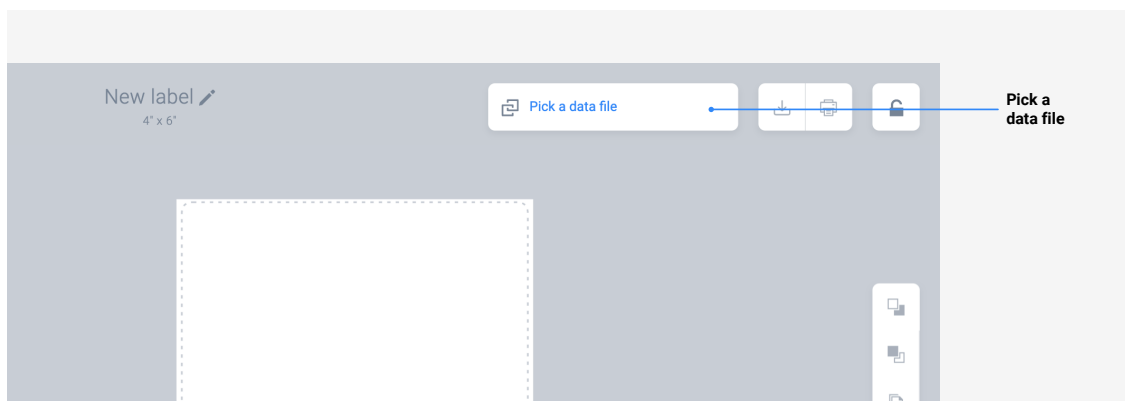 New label
4" x 6"
Pick a data file
Pick a
data file